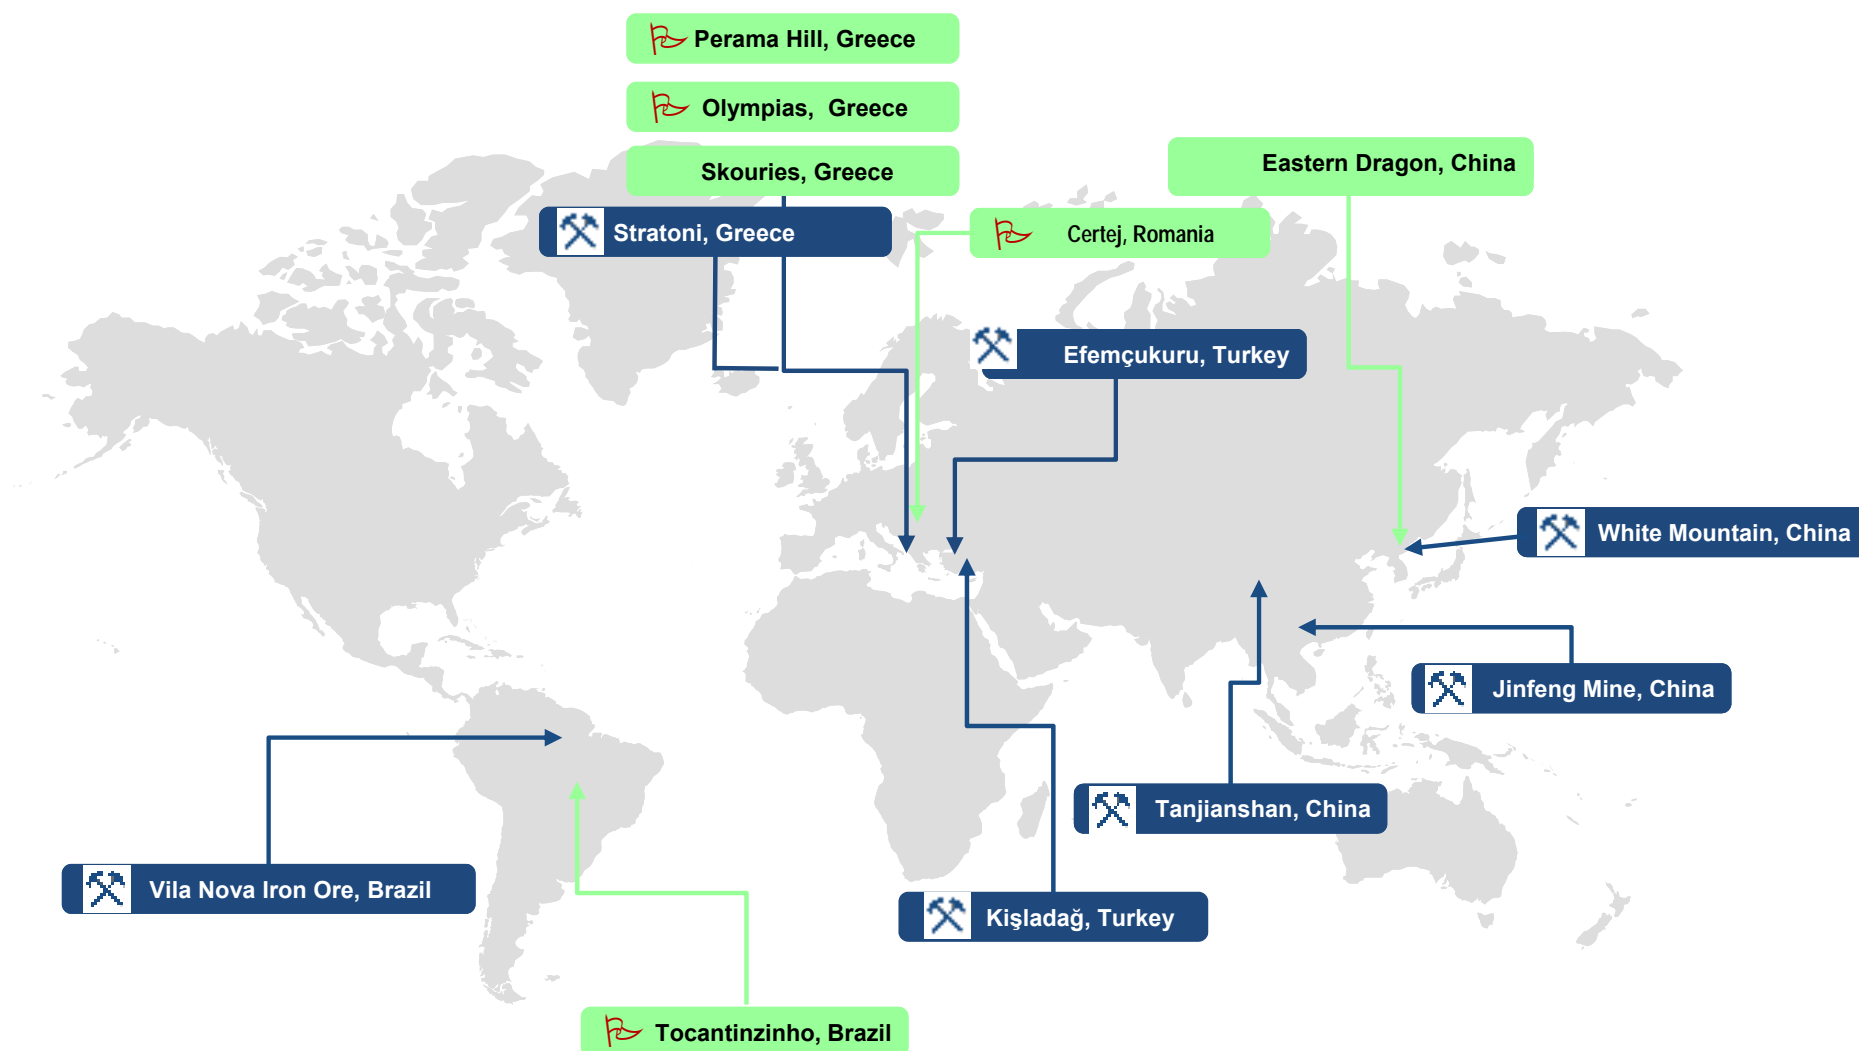 Perama Hill, Greece
Olympias, Greece
Skouries, Greece
Eastern Dragon, China
Stratoni, Greece
Certej, Romania
Efemçukuru, Turkey
White Mountain, China
Jinfeng Mine, China
Tanjianshan, China
Vila Nova Iron Ore, Brazil
Kişladağ, Turkey
Tocantinzinho, Brazil